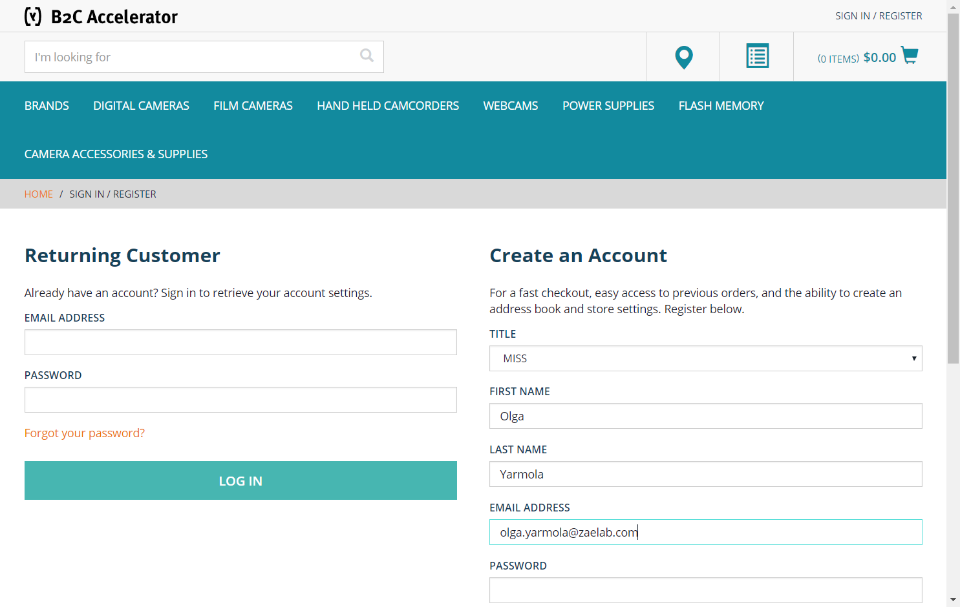 B2C Accelerator
SIGN IN / REGISTER
I'm looking for
(0 ITEMS) $0.00
BRANDS DIGITAL CAMERAS FILM CAMERAS HAND HELD CAMCORDERS WEBCAMS POWER SUPPLIES FLASH MEMORY
CAMERA ACCESSORIES & SUPPLIES
HOME / SIGN IN / REGISTER
Returning Customer
Already have an account? Sign in to retrieve your account settings.
EMAIL ADDRESS
PASSWORD
Forgot your password?
LOG IN
Create an Account
For a fast checkout, easy access to previous orders, and the ability to create an
address book and store settings. Register below.
TITLE
MISS
FIRST NAME
Olga
LAST NAME
Yarmola
EMAIL ADDRESS
olga.yarmola@zaelab.com
PASSWORD